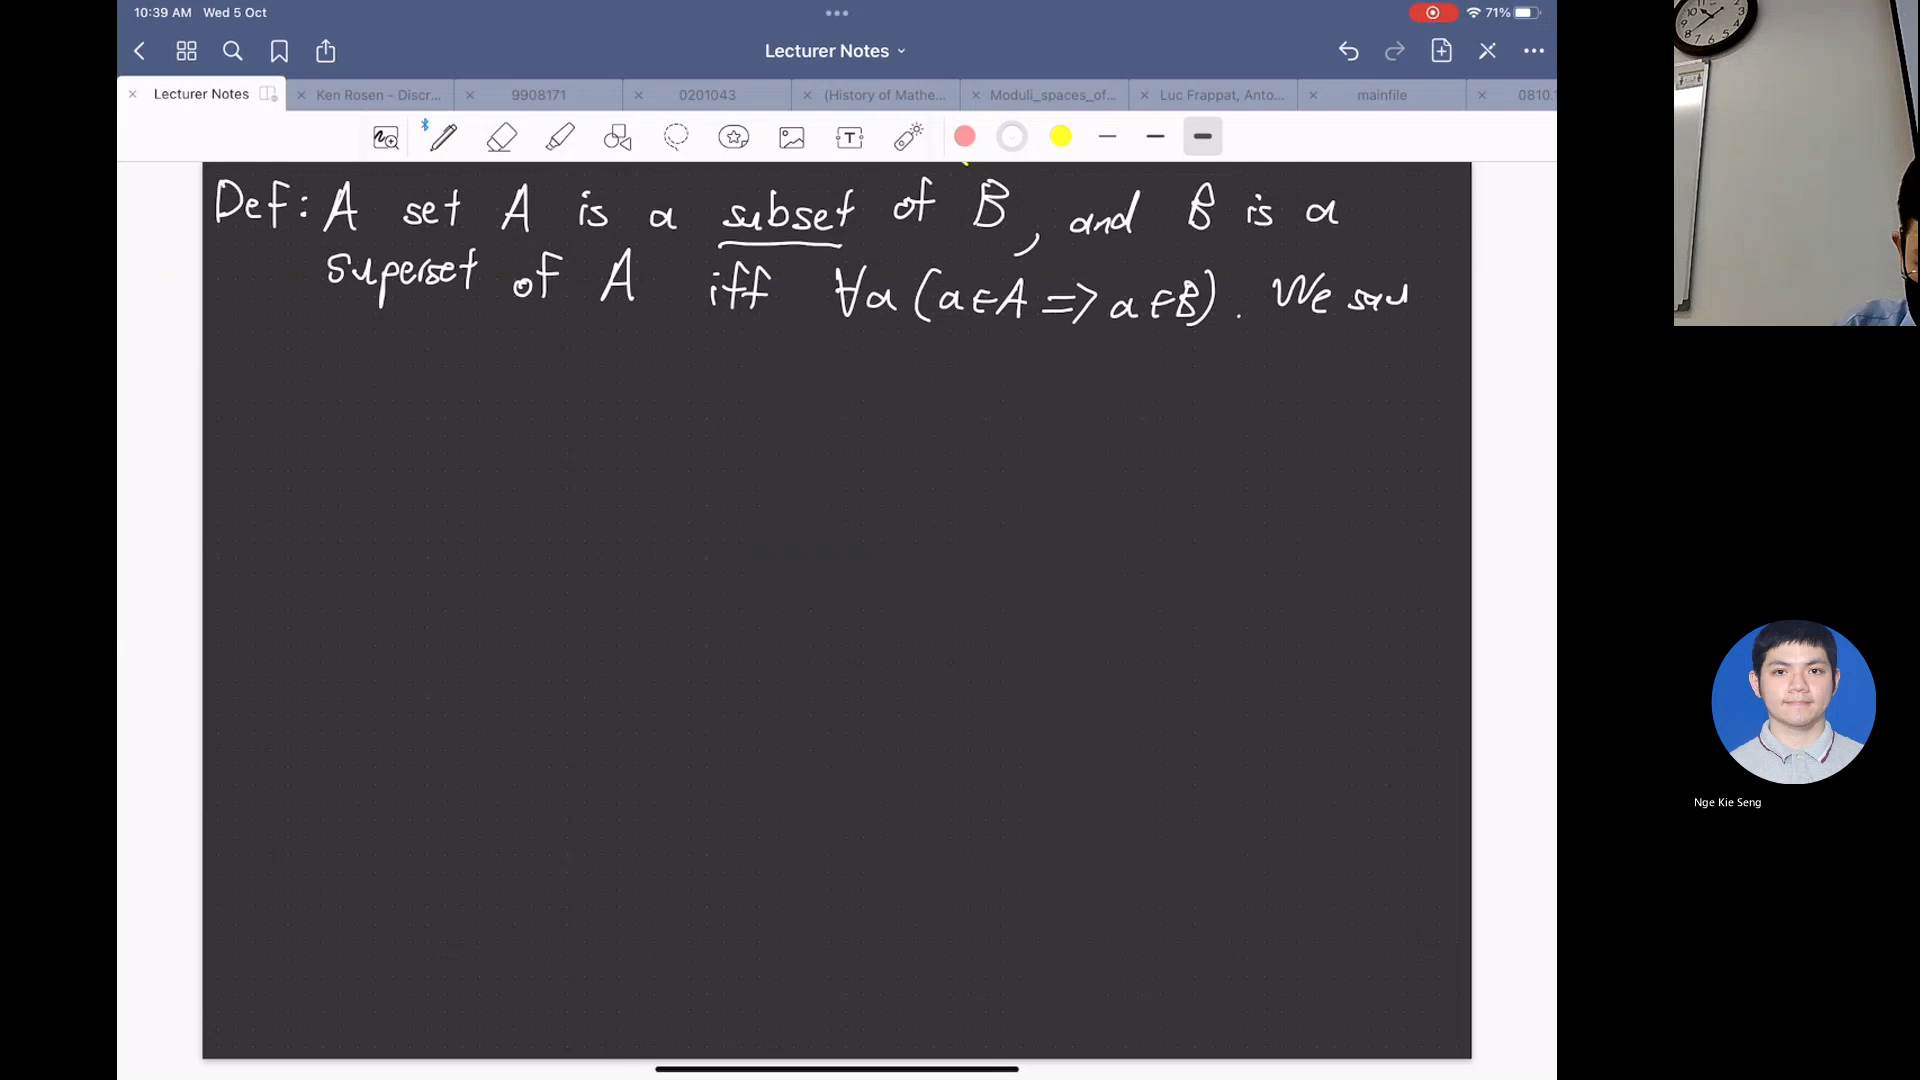 10:39 AM Wed 5 Oct
71%
Lecturer Notes
Lecturer Notes
Ken Rosen - Discr...
9908171
0201043
(History of Mathe...
Moduli_spaces_of...
Luc Frappat, Anto...
mainfile
0810.
Def: A set A is a subset of B, and B is a
superset of A iff ∀a (a∈A => a∈B). We say
Nge Kie Seng